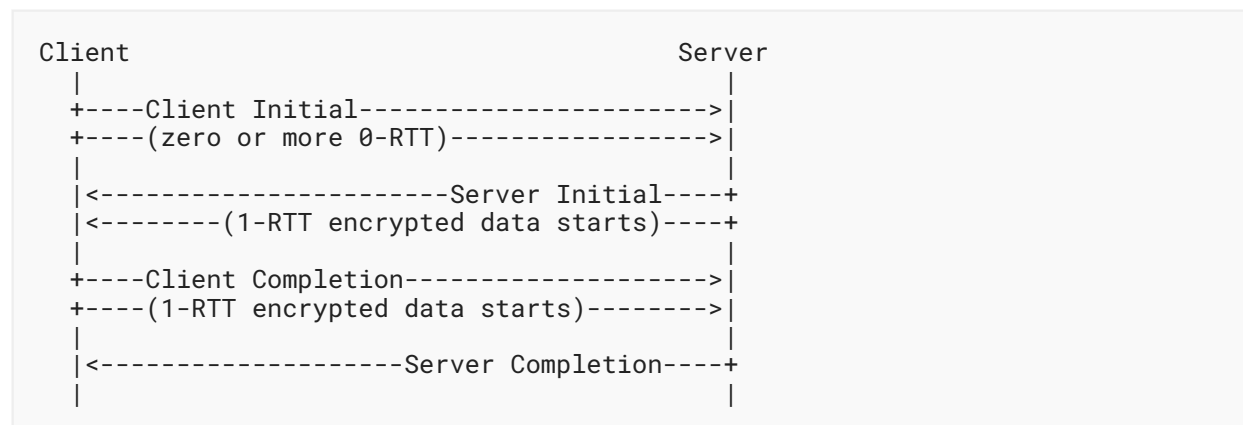 Client                                    Server
  |                                          |
  +----Client Initial----------------------->|
  +----(zero or more 0-RTT)----------------->|
  |                                          |
  |<-----------------------Server Initial----+
  |<--------(1-RTT encrypted data starts)----+
  |                                          |
  +----Client Completion-------------------->|
  +----(1-RTT encrypted data starts)-------->|
  |                                          |
  |<--------------------Server Completion----+
  |                                          |